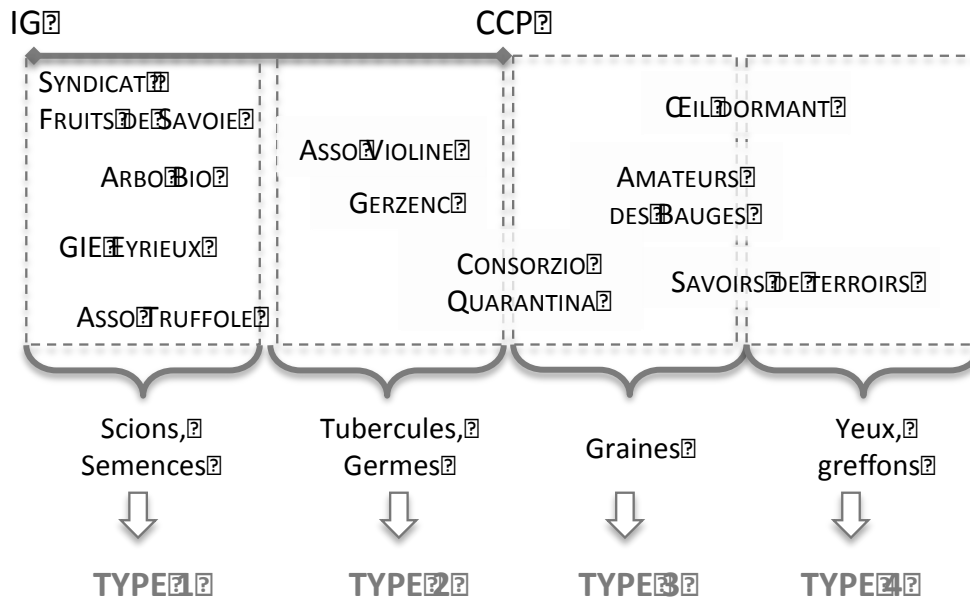 IG
CCP
SYNDICAT
FRUITS DE SAVOIE
ŒIL DORMANT
ASSO VIOLINE
ARBO BIO
AMATEURS
DES BAUGES
GERZENC
GIE EYRIEUX
CONSORZIO
QUARANTINA
SAVOIRS DE TERROIRS
ASSO TRUFFOLE
Scions,
Semences
Tubercules,
Germes
Graines
Yeux,
greffons
TYPE 1
TYPE 2
TYPE 3
TYPE 4